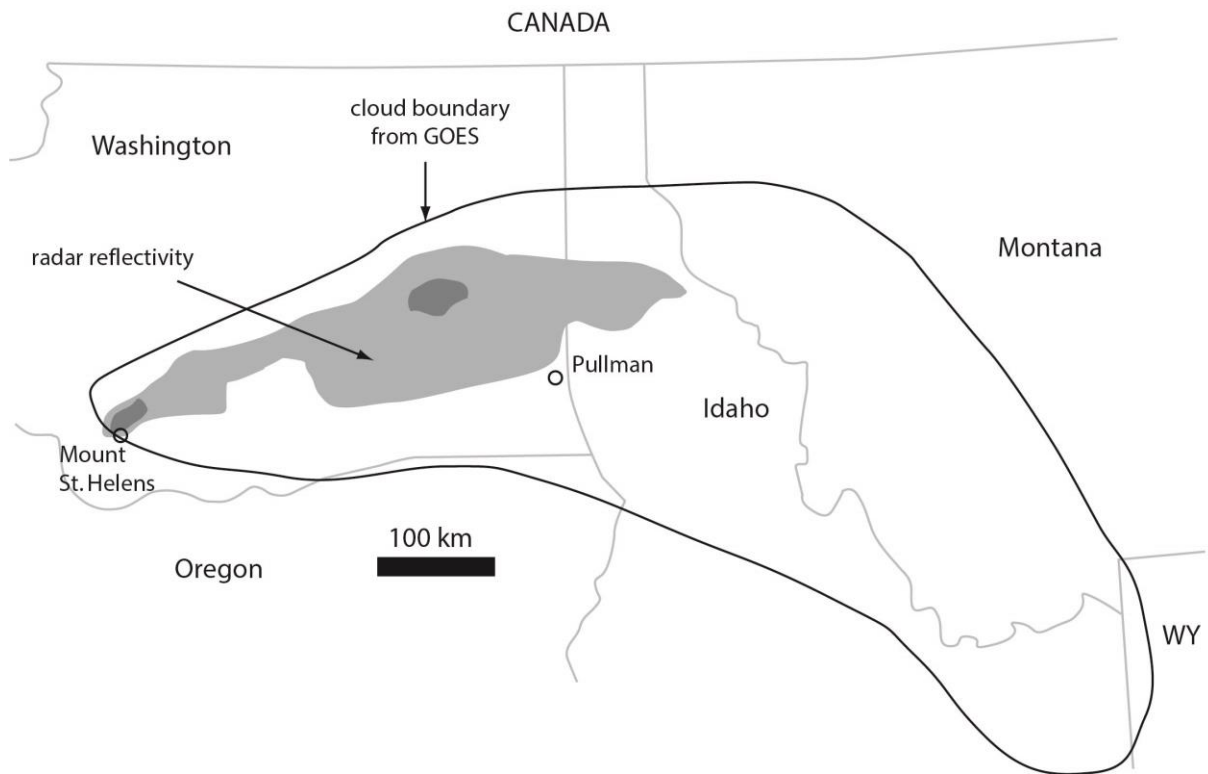 CANADA
cloud boundary
from GOES
Washington
radar reflectivity
Montana
Pullman
Idaho
Mount
St. Helens
100 km
Oregon
WY